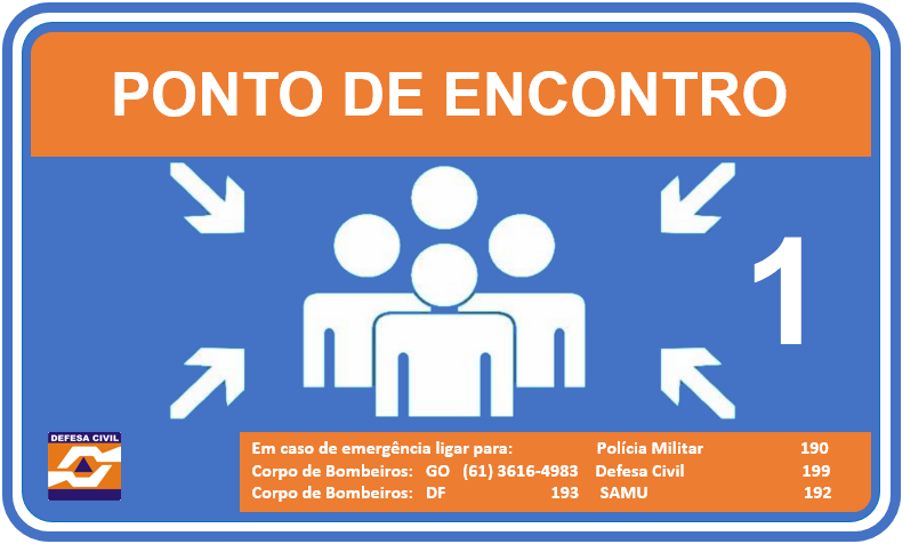 PONTO DE ENCONTRO
1
DEFESA CIVIL
Em caso de emergência ligar para: Polícia Militar 190
Corpo de Bombeiros: GO (61) 3616-4983 Defesa Civil 199
Corpo de Bombeiros: DF 193 SAMU 192